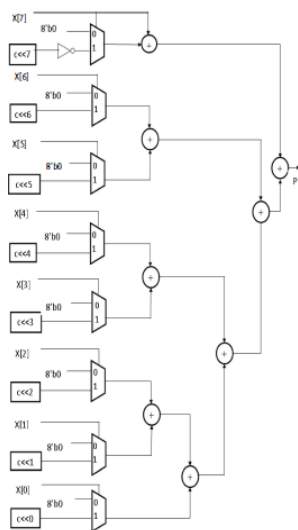 X[7]
8'b0
0
c<<7
1
+
X[6]
8'b0
0
c<<6
1
+
X[5]
8'b0
0
c<<5
1
+
P
+
X[4]
8'b0
0
c<<4
1
+
X[3]
8'b0
0
c<<3
1
+
X[2]
8'b0
0
c<<2
1
+
X[1]
8'b0
0
c<<1
1
+
X[0]
8'b0
0
c<<0
1